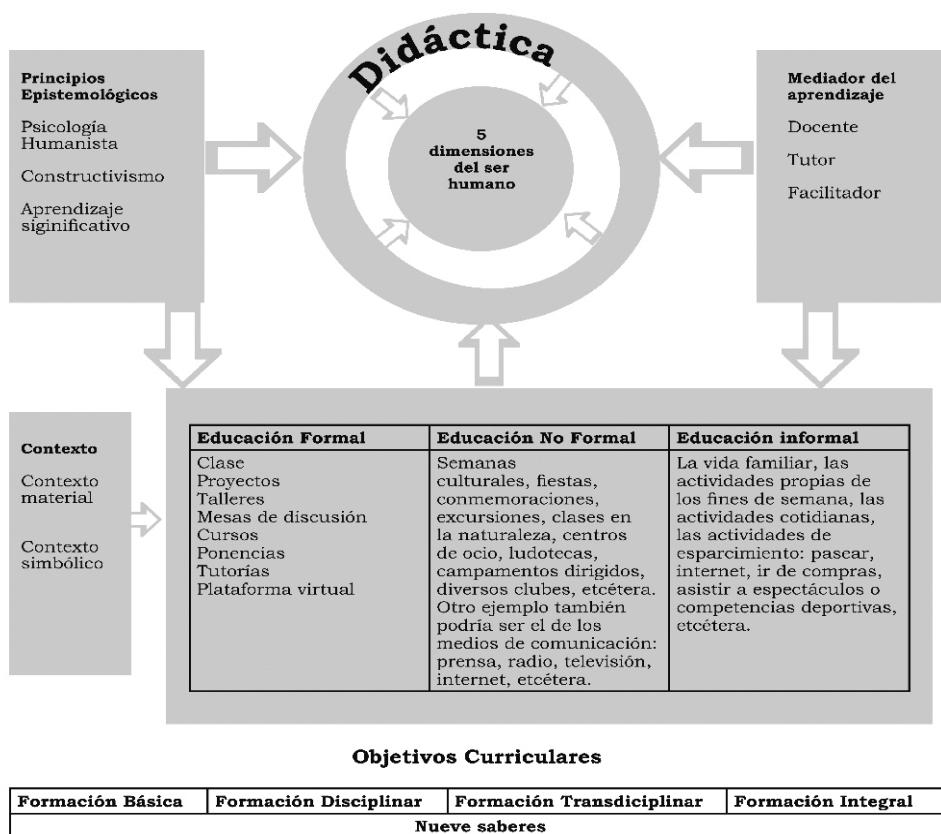 Didáctica
Principios
Epistemológicos
Psicología
Humanista
Constructivismo
Aprendizaje
siginificativo
5
dimensiones
del ser
humano
Mediador del
aprendizaje
Docente
Tutor
Facilitador
Contexto
Contexto
material
Contexto
simbólico
Educación Formal
Clase
Proyectos
Talleres
Mesas de discusión
Cursos
Ponencias
Tutorías
Plataforma virtual
Educación No Formal
Semanas
culturales, fiestas,
conmemoraciones,
excursiones, clases en
la naturaleza, centros
de ocio, ludotecas,
campamentos dirigidos,
diversos clubes, etcétera.
Otro ejemplo también
podría ser el de los
medios de comunicación:
prensa, radio, televisión,
internet, etcétera.
Educación informal
La vida familiar, las
actividades propias de
los fines de semana, las
actividades cotidianas,
las actividades de
esparcimiento: pasear,
internet, ir de compras,
asistir a espectáculos o
competencias deportivas,
etcétera.
Objetivos Curriculares
Formación Básica
Formación Disciplinar
Formación Transdiciplinar
Formación Integral
Nueve saberes